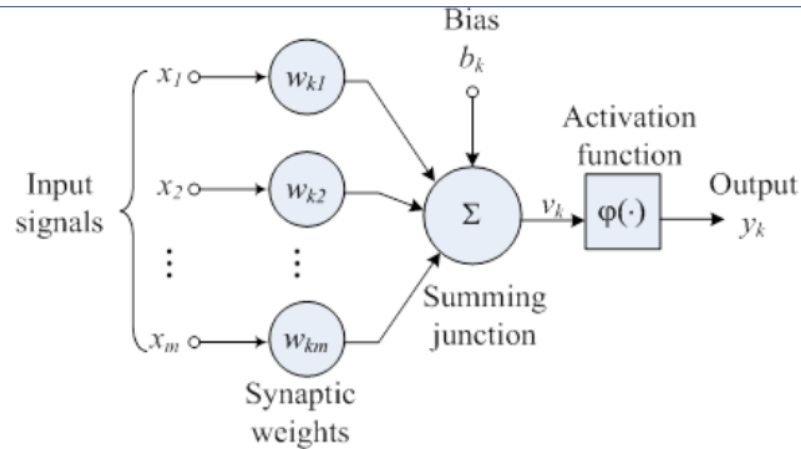 Bias
b_k
Activation
function
Input
signals
x_1
w_k1
x_2
w_k2
⋮
⋮
x_m
w_km
Σ
v_k
φ(·)
Output
y_k
Summing
junction
Synaptic
weights